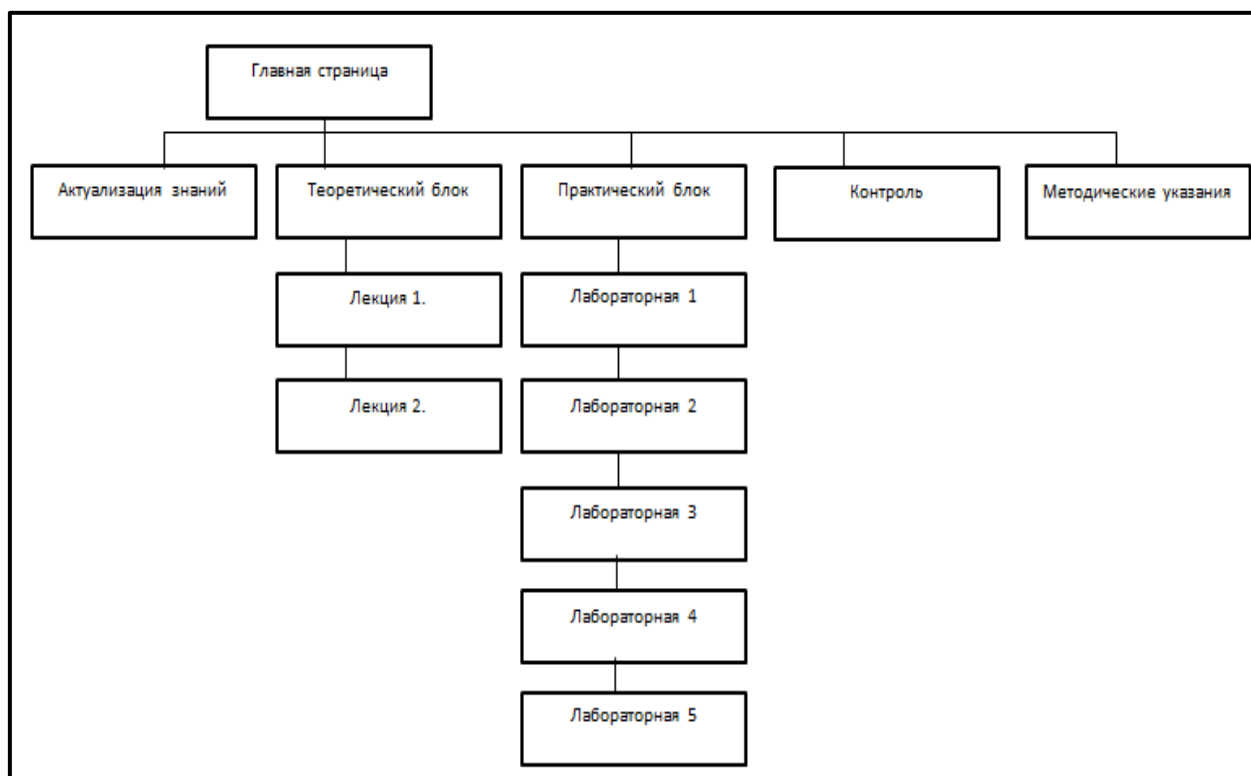 Главная страница
Актуализация знаний
Теоретический блок
Практический блок
Контроль
Методические указания
Лекция 1.
Лабораторная 1
Лекция 2.
Лабораторная 2
Лабораторная 3
Лабораторная 4
Лабораторная 5